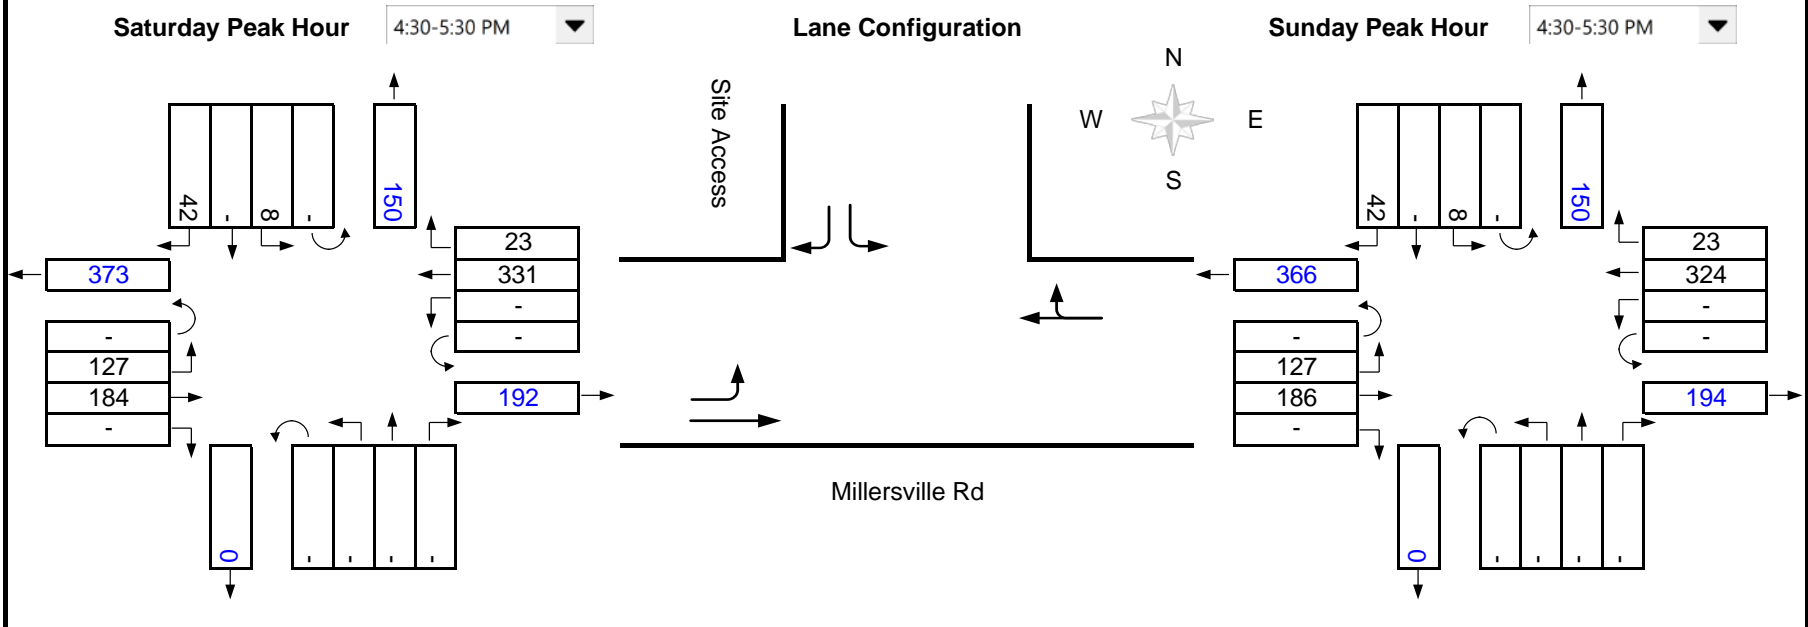 Saturday Peak Hour 4:30-5:30 PM Lane Configuration Sunday Peak Hour 4:30-5:30 PM
N
W E
S
Site Access
42 - 8 -
150
23
331
-
-
373
-
127
184
-
192
0
- - - -
Millersville Rd
42 - 8 -
150
23
324
-
-
366
-
127
186
-
194
0
- - - -